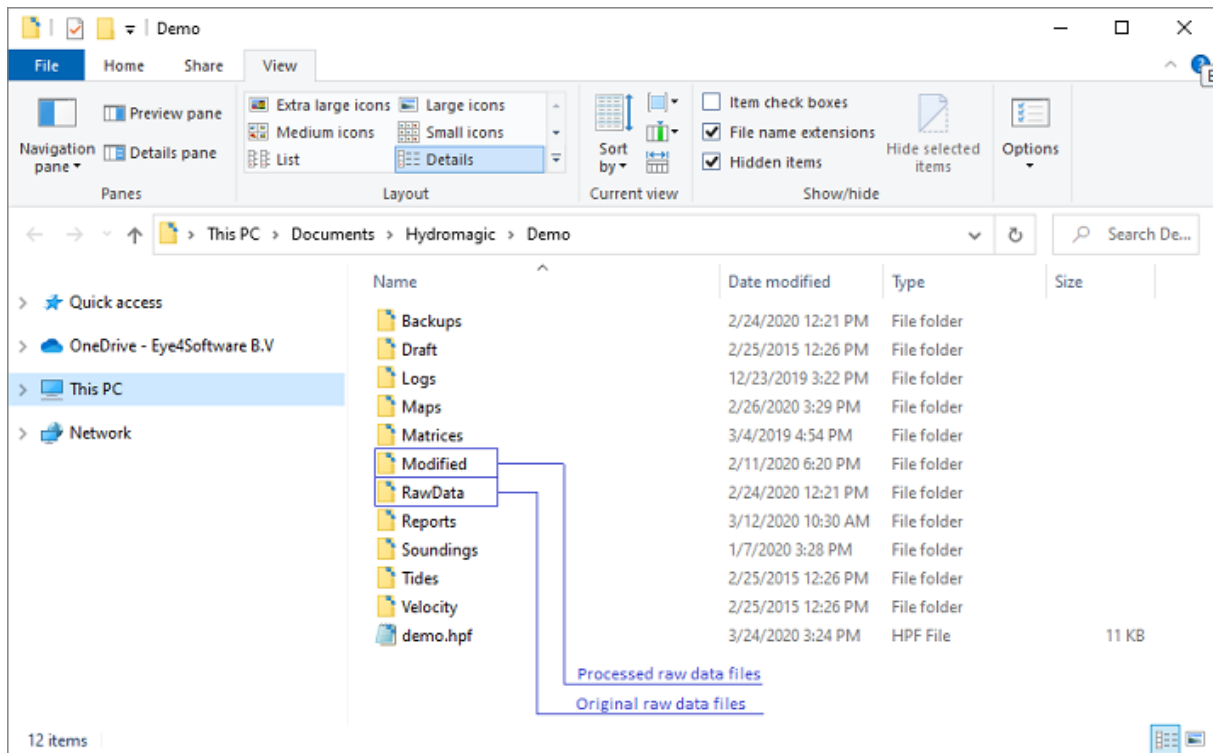 Demo
File Home Share View
Navigation pane
Preview pane
Details pane
Panes
Extra large icons Large icons
Medium icons Small icons
List Details
Layout
Sort by
Current view
Item check boxes
File name extensions
Hidden items
Hide selected items
Show/hide
Options
This PC > Documents > Hydromagic > Demo
Search De...
Quick access
OneDrive - Eye4Software B.V
This PC
Network
Name Date modified Type Size
Backups 2/24/2020 12:21 PM File folder
Draft 2/25/2015 12:26 PM File folder
Logs 12/23/2019 3:22 PM File folder
Maps 2/26/2020 3:29 PM File folder
Matrices 3/4/2019 4:54 PM File folder
Modified 2/11/2020 6:20 PM File folder
RawData 2/24/2020 12:21 PM File folder
Reports 3/12/2020 10:30 AM File folder
Soundings 1/7/2020 3:28 PM File folder
Tides 2/25/2015 12:26 PM File folder
Velocity 2/25/2015 12:26 PM File folder
demo.hpf 3/24/2020 3:24 PM HPF File 11 KB
Processed raw data files
Original raw data files
12 items